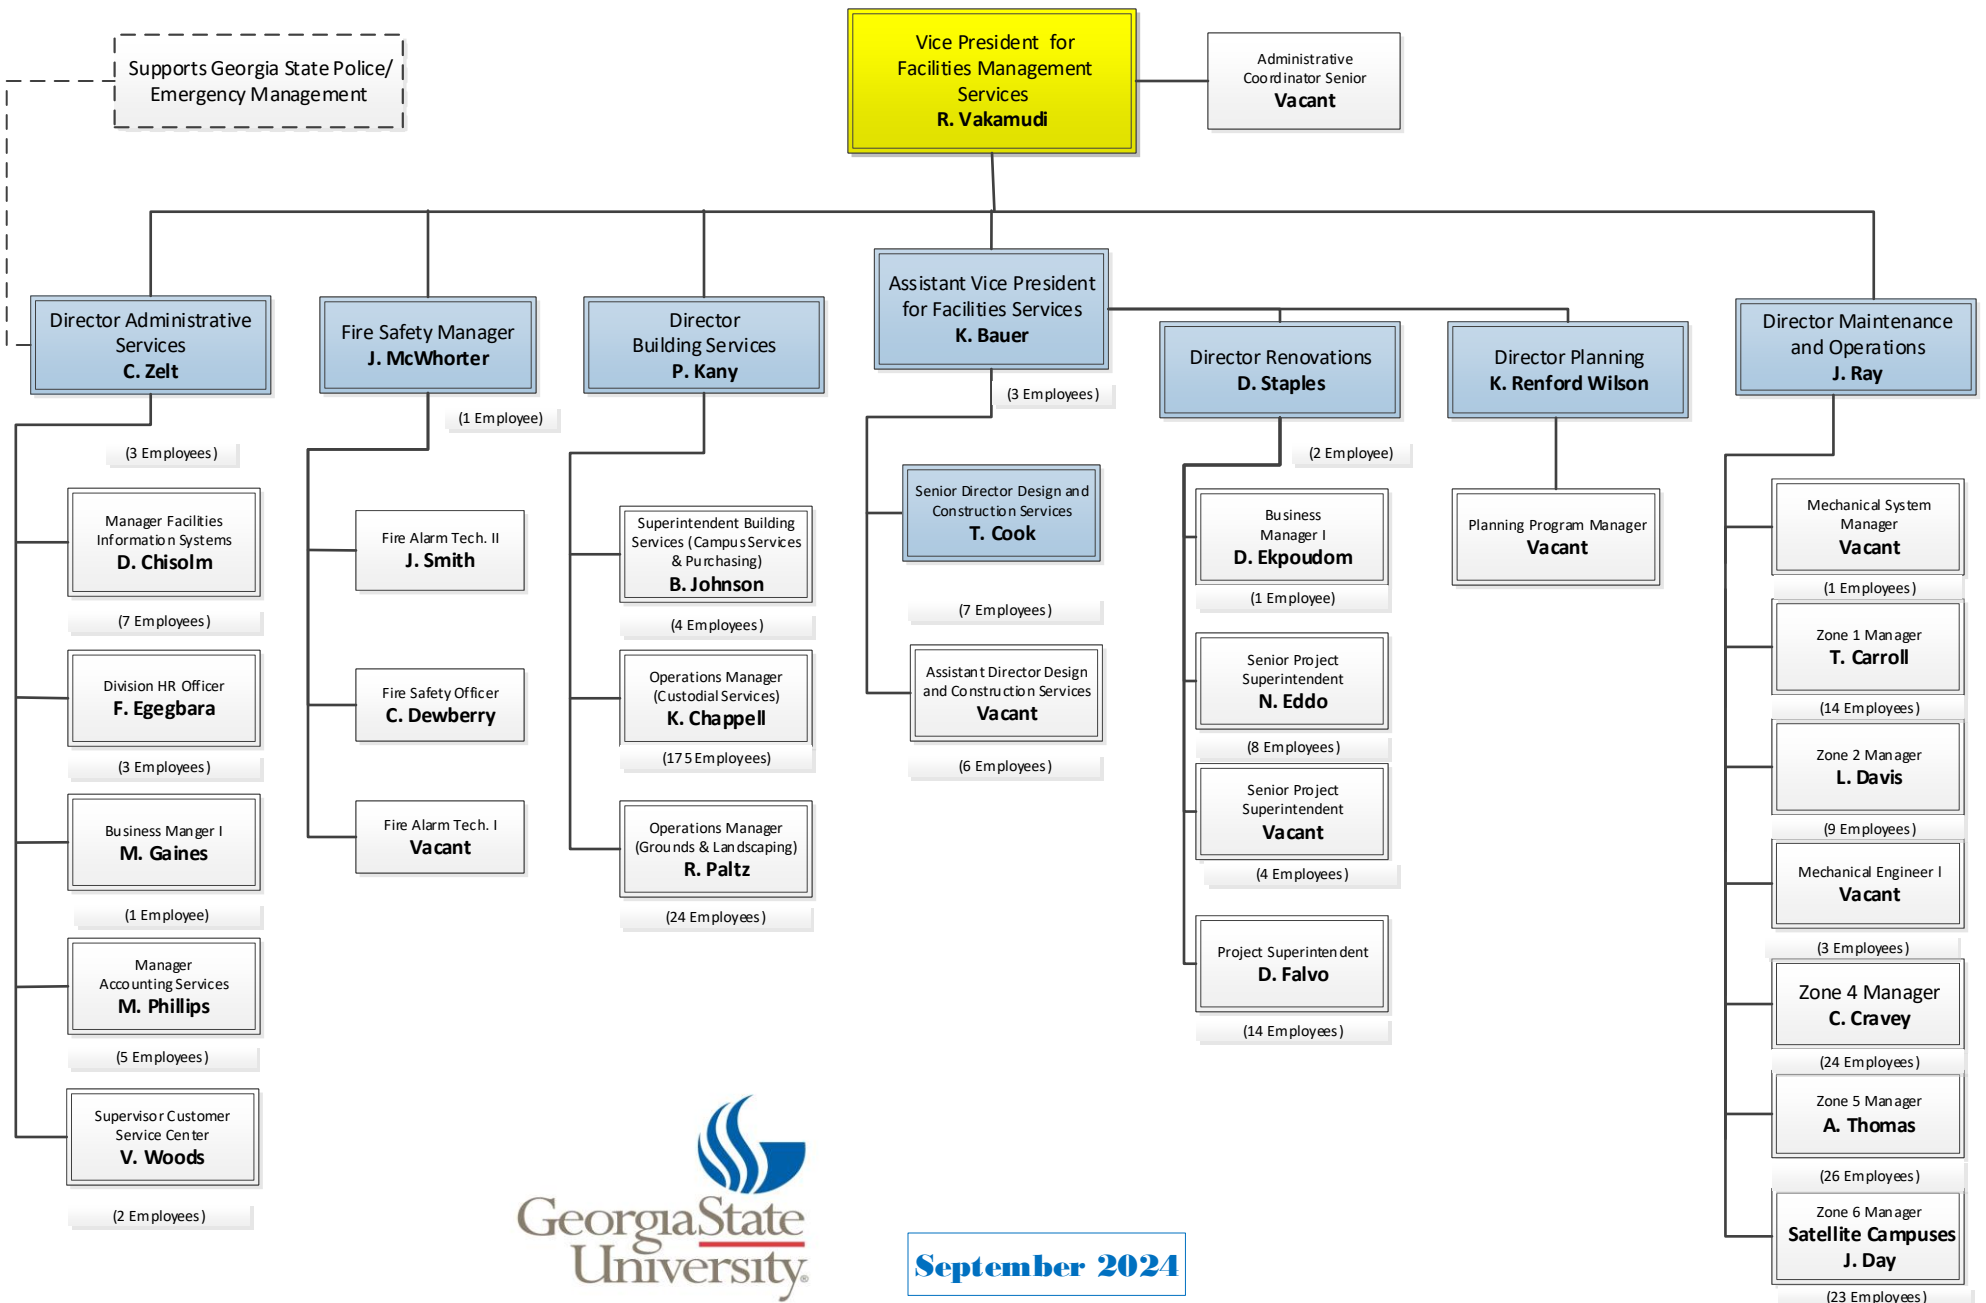 Supports Georgia State Police/
Emergency Management
Vice President for
Facilities Management
Services
R. Vakamudi
Administrative
Coordinator Senior
Vacant
Director Administrative
Services
C. Zelt
(3 Employees)
Manager Facilities
Information Systems
D. Chisolm
(7 Employees)
Division HR Officer
F. Egegbara
(3 Employees)
Business Manger I
M. Gaines
(1 Employee)
Manager
Accounting Services
M. Phillips
(5 Employees)
Supervisor Customer
Service Center
V. Woods
(2 Employees)
Fire Safety Manager
J. McWhorter
(1 Employee)
Fire Alarm Tech. II
J. Smith
Fire Safety Officer
C. Dewberry
Fire Alarm Tech. I
Vacant
Director
Building Services
P. Kany
Superintendent Building
Services (Campus Services
& Purchasing)
B. Johnson
(4 Employees)
Operations Manager
(Custodial Services)
K. Chappell
(175 Employees)
Operations Manager
(Grounds & Landscaping)
R. Paltz
(24 Employees)
Assistant Vice President
for Facilities Services
K. Bauer
(3 Employees)
Senior Director Design and
Construction Services
T. Cook
(7 Employees)
Assistant Director Design
and Construction Services
Vacant
(6 Employees)
Director Renovations
D. Staples
(2 Employee)
Business
Manager I
D. Ekpoudom
(1 Employee)
Senior Project
Superintendent
N. Eddo
(8 Employees)
Senior Project
Superintendent
Vacant
(4 Employees)
Project Superintendent
D. Falvo
(14 Employees)
Director Planning
K. Renford Wilson
Planning Program Manager
Vacant
Director Maintenance
and Operations
J. Ray
Mechanical System
Manager
Vacant
(1 Employees)
Zone 1 Manager
T. Carroll
(14 Employees)
Zone 2 Manager
L. Davis
(9 Employees)
Mechanical Engineer I
Vacant
(3 Employees)
Zone 4 Manager
C. Cravey
(24 Employees)
Zone 5 Manager
A. Thomas
(26 Employees)
Zone 6 Manager
Satellite Campuses
J. Day
(23 Employees)
GeorgiaState
University®
September 2024